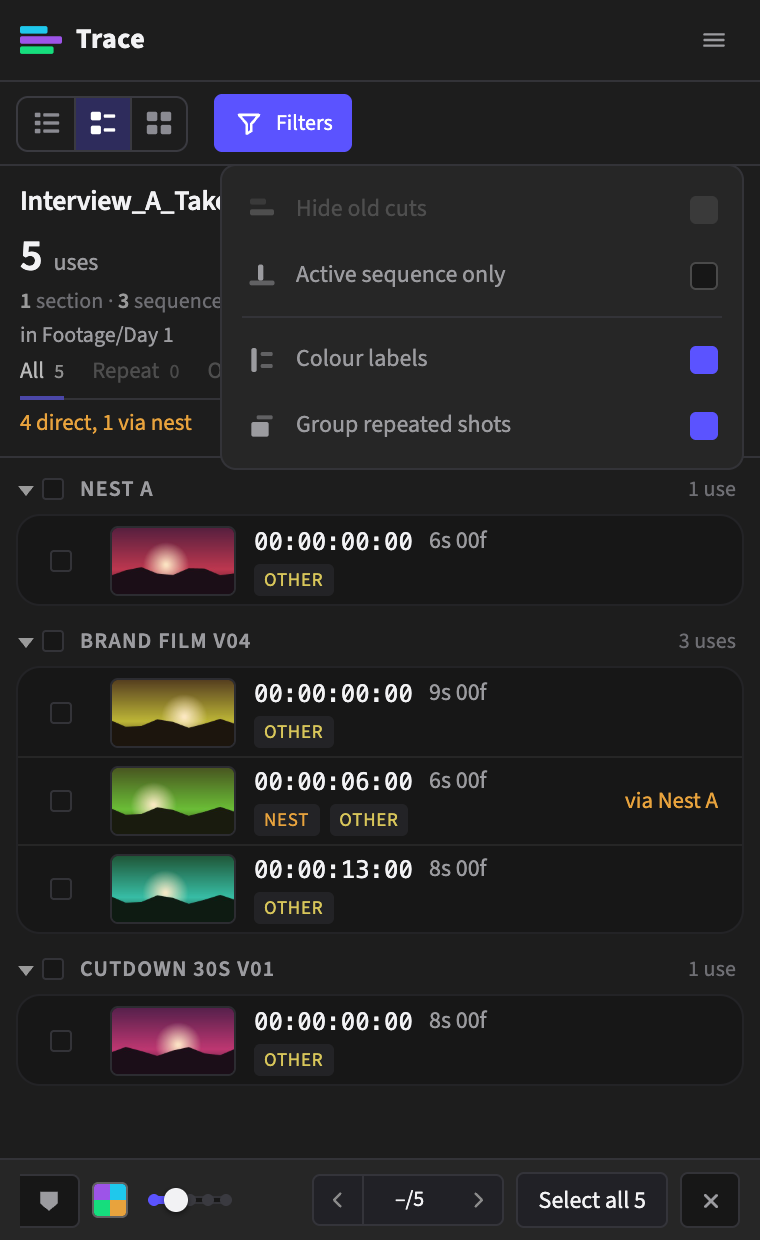 Trace
Filters
Hide old cuts
Active sequence only
Colour labels
Group repeated shots
Interview_A_Take
5 uses
1 section · 3 sequence
in Footage/Day 1
All 5 Repeat 0
4 direct, 1 via nest
NEST A 1 use
00:00:00:00 6s 00f
OTHER
BRAND FILM V04 3 uses
00:00:00:00 9s 00f
OTHER
00:00:06:00 6s 00f
NEST OTHER
via Nest A
00:00:13:00 8s 00f
OTHER
CUTDOWN 30S V01 1 use
00:00:00:00 8s 00f
OTHER
–/5
Select all 5